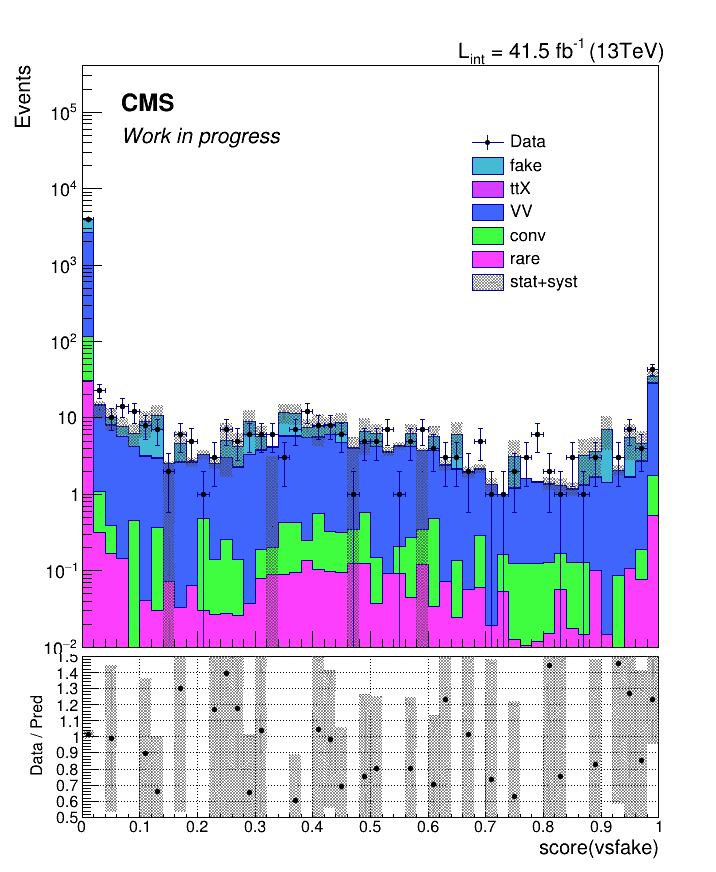 L_int = 41.5 fb^-1 (13TeV)
Events
CMS
Work in progress
Data
fake
ttX
VV
conv
rare
stat+syst
10^5
10^4
10^3
10^2
10
1
10^−1
10^−2
Data / Pred
1.5
1.4
1.3
1.2
1.1
1
0.9
0.8
0.7
0.6
0.5
0 0.1 0.2 0.3 0.4 0.5 0.6 0.7 0.8 0.9 1
score(vsfake)